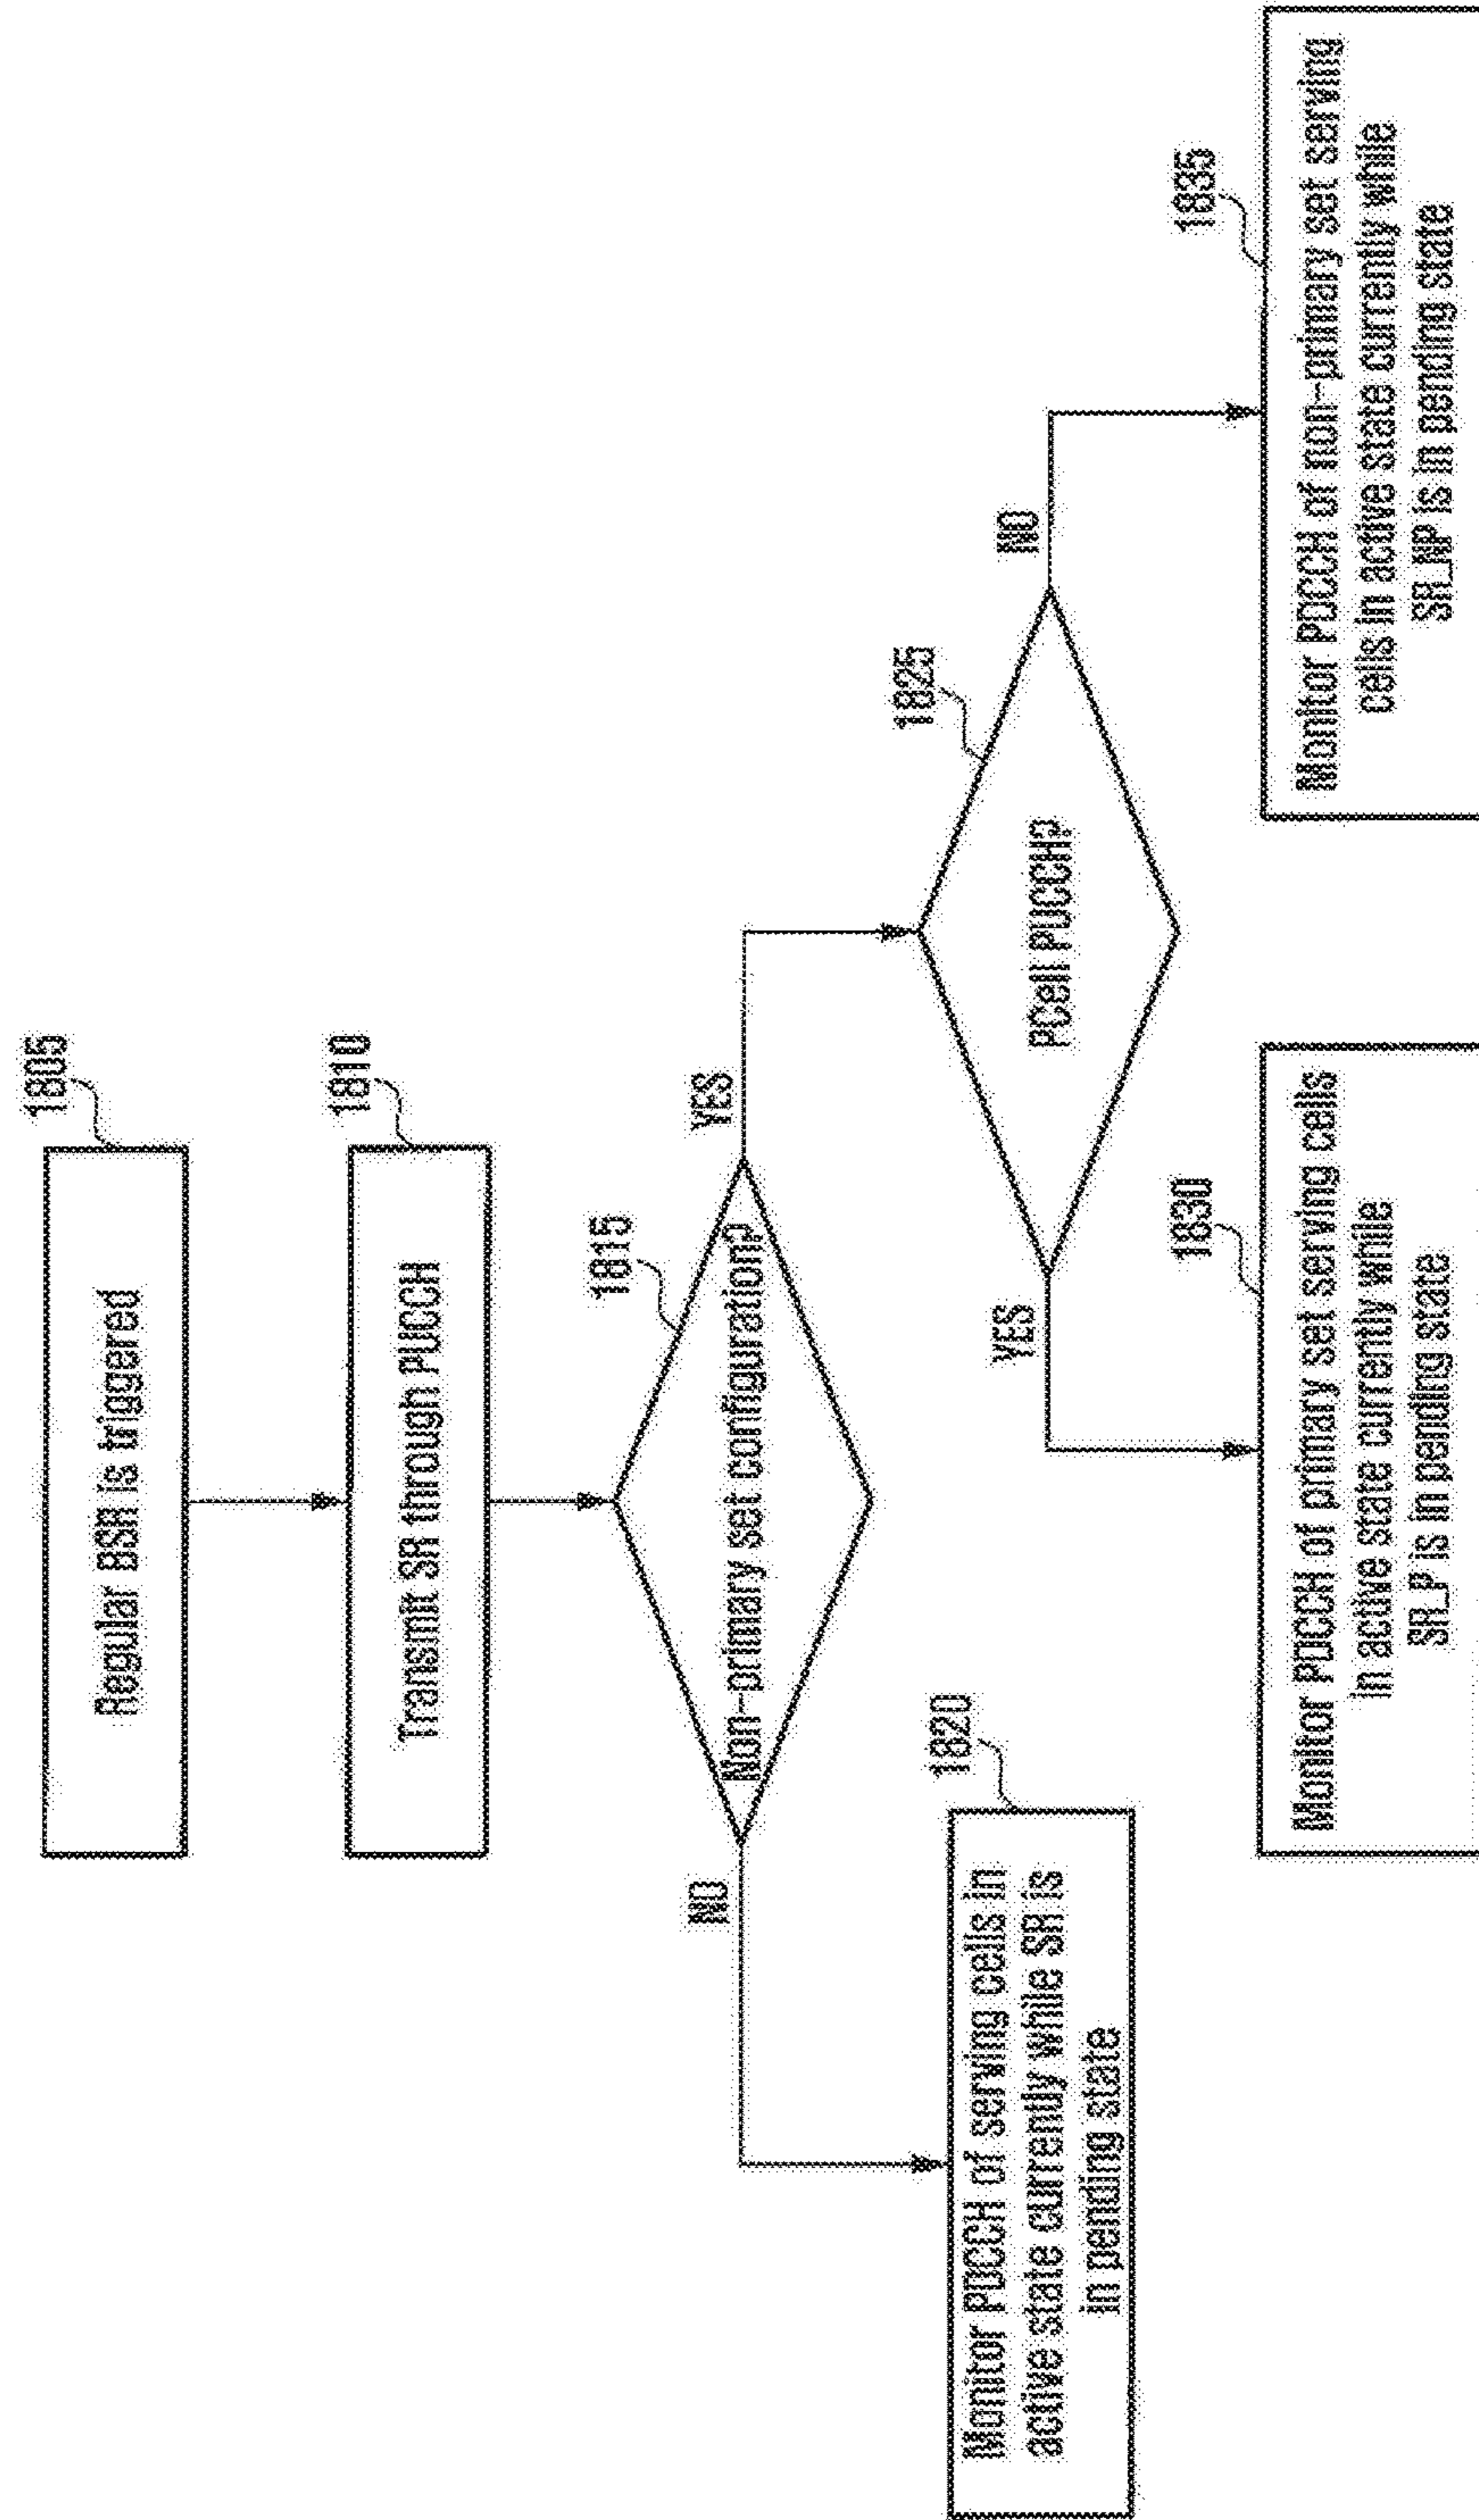 1805
Regular BSR is triggered
1810
Transmit SR through PUCCH
1815
Non-primary set configuration?
NO
YES
1820
Monitor PDCCH of serving cells in
active state currently while SR is
in pending state
1825
PCell PUCCH?
YES
NO
1830
Monitor PDCCH of primary set serving cells
in active state currently while
SR_P is in pending state
1835
Monitor PDCCH of non-primary set serving
cells in active state currently while
SR_NP is in pending state